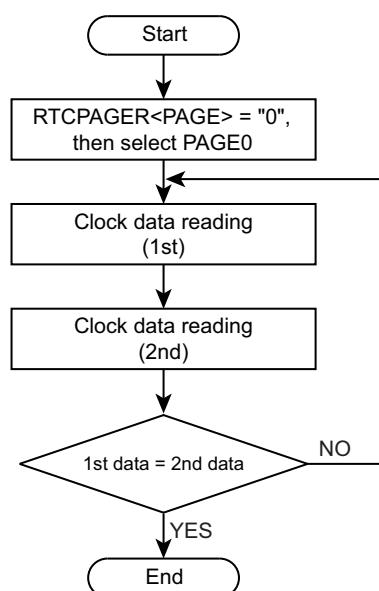 Start
RTCPAGER<PAGE> = "0",
then select PAGE0
Clock data reading
(1st)
Clock data reading
(2nd)
1st data = 2nd data
NO
YES
End